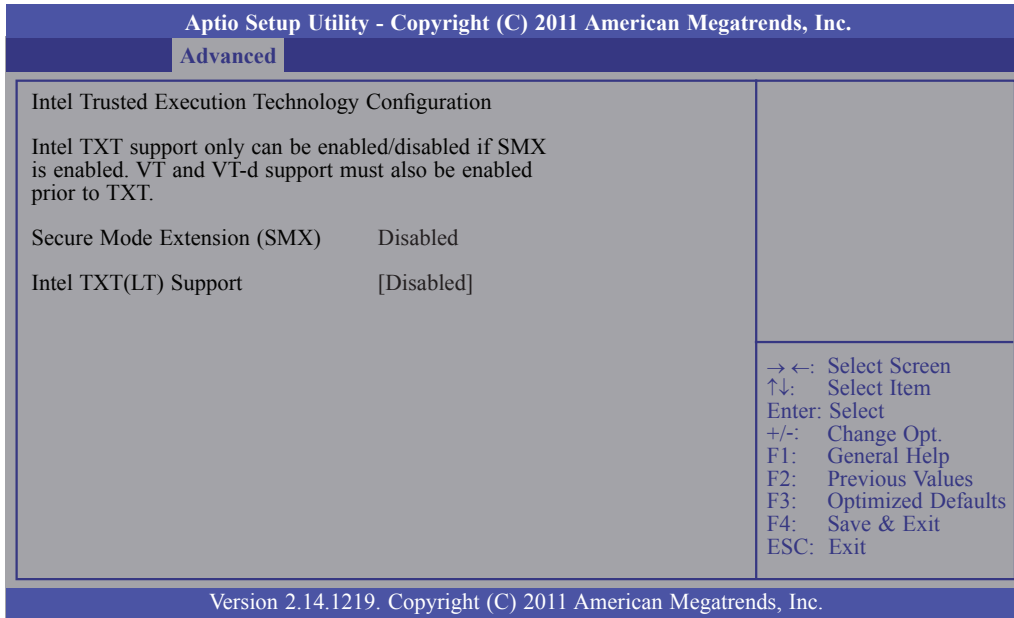 Aptio Setup Utility - Copyright (C) 2011 American Megatrends, Inc.
Advanced
Intel Trusted Execution Technology Configuration
Intel TXT support only can be enabled/disabled if SMX
is enabled. VT and VT-d support must also be enabled
prior to TXT.
Secure Mode Extension (SMX) Disabled
Intel TXT(LT) Support [Disabled]
→ ←: Select Screen
↑↓: Select Item
Enter: Select
+/-: Change Opt.
F1: General Help
F2: Previous Values
F3: Optimized Defaults
F4: Save & Exit
ESC: Exit
Version 2.14.1219. Copyright (C) 2011 American Megatrends, Inc.